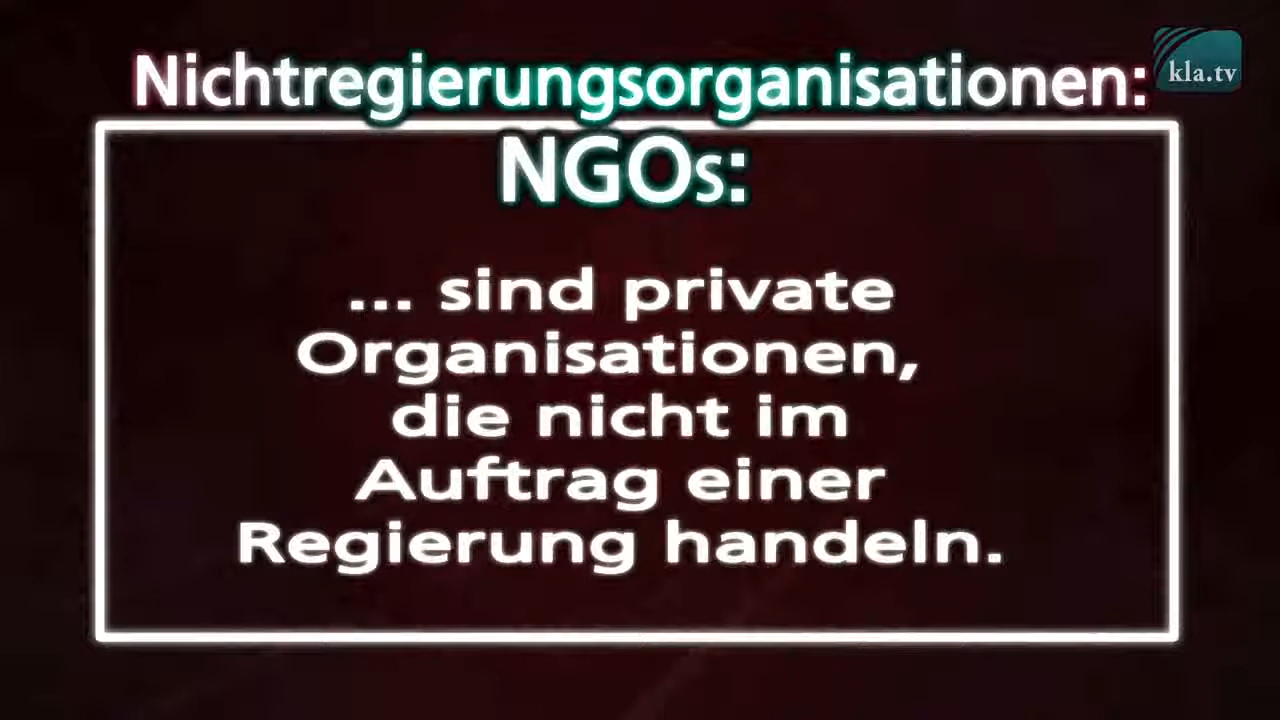 Nichtregierungsorganisationen:
kla.tv
NGOs:
... sind private
Organisationen,
die nicht im
Auftrag einer
Regierung handeln.